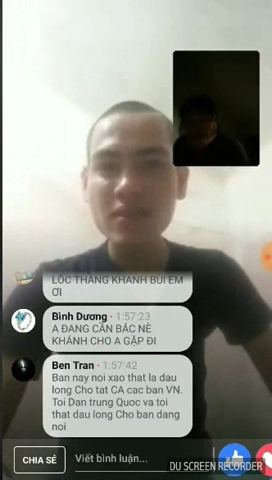 LỘC THẮNG KHÁNH BÙI EM
ƠI
Bình Dương · 1:57:23
A ĐANG CẦN BÁC NÈ
KHÁNH CHO A GẶP ĐI
Ben Tran · 1:57:42
Ban nay noi xao that la dau
long Cho tat CA cac ban VN.
Toi Dan trung Quoc va toi
that dau long Cho ban dang
noi
CHIA SẺ
Viết bình luận...
DU SCREEN RECORDER